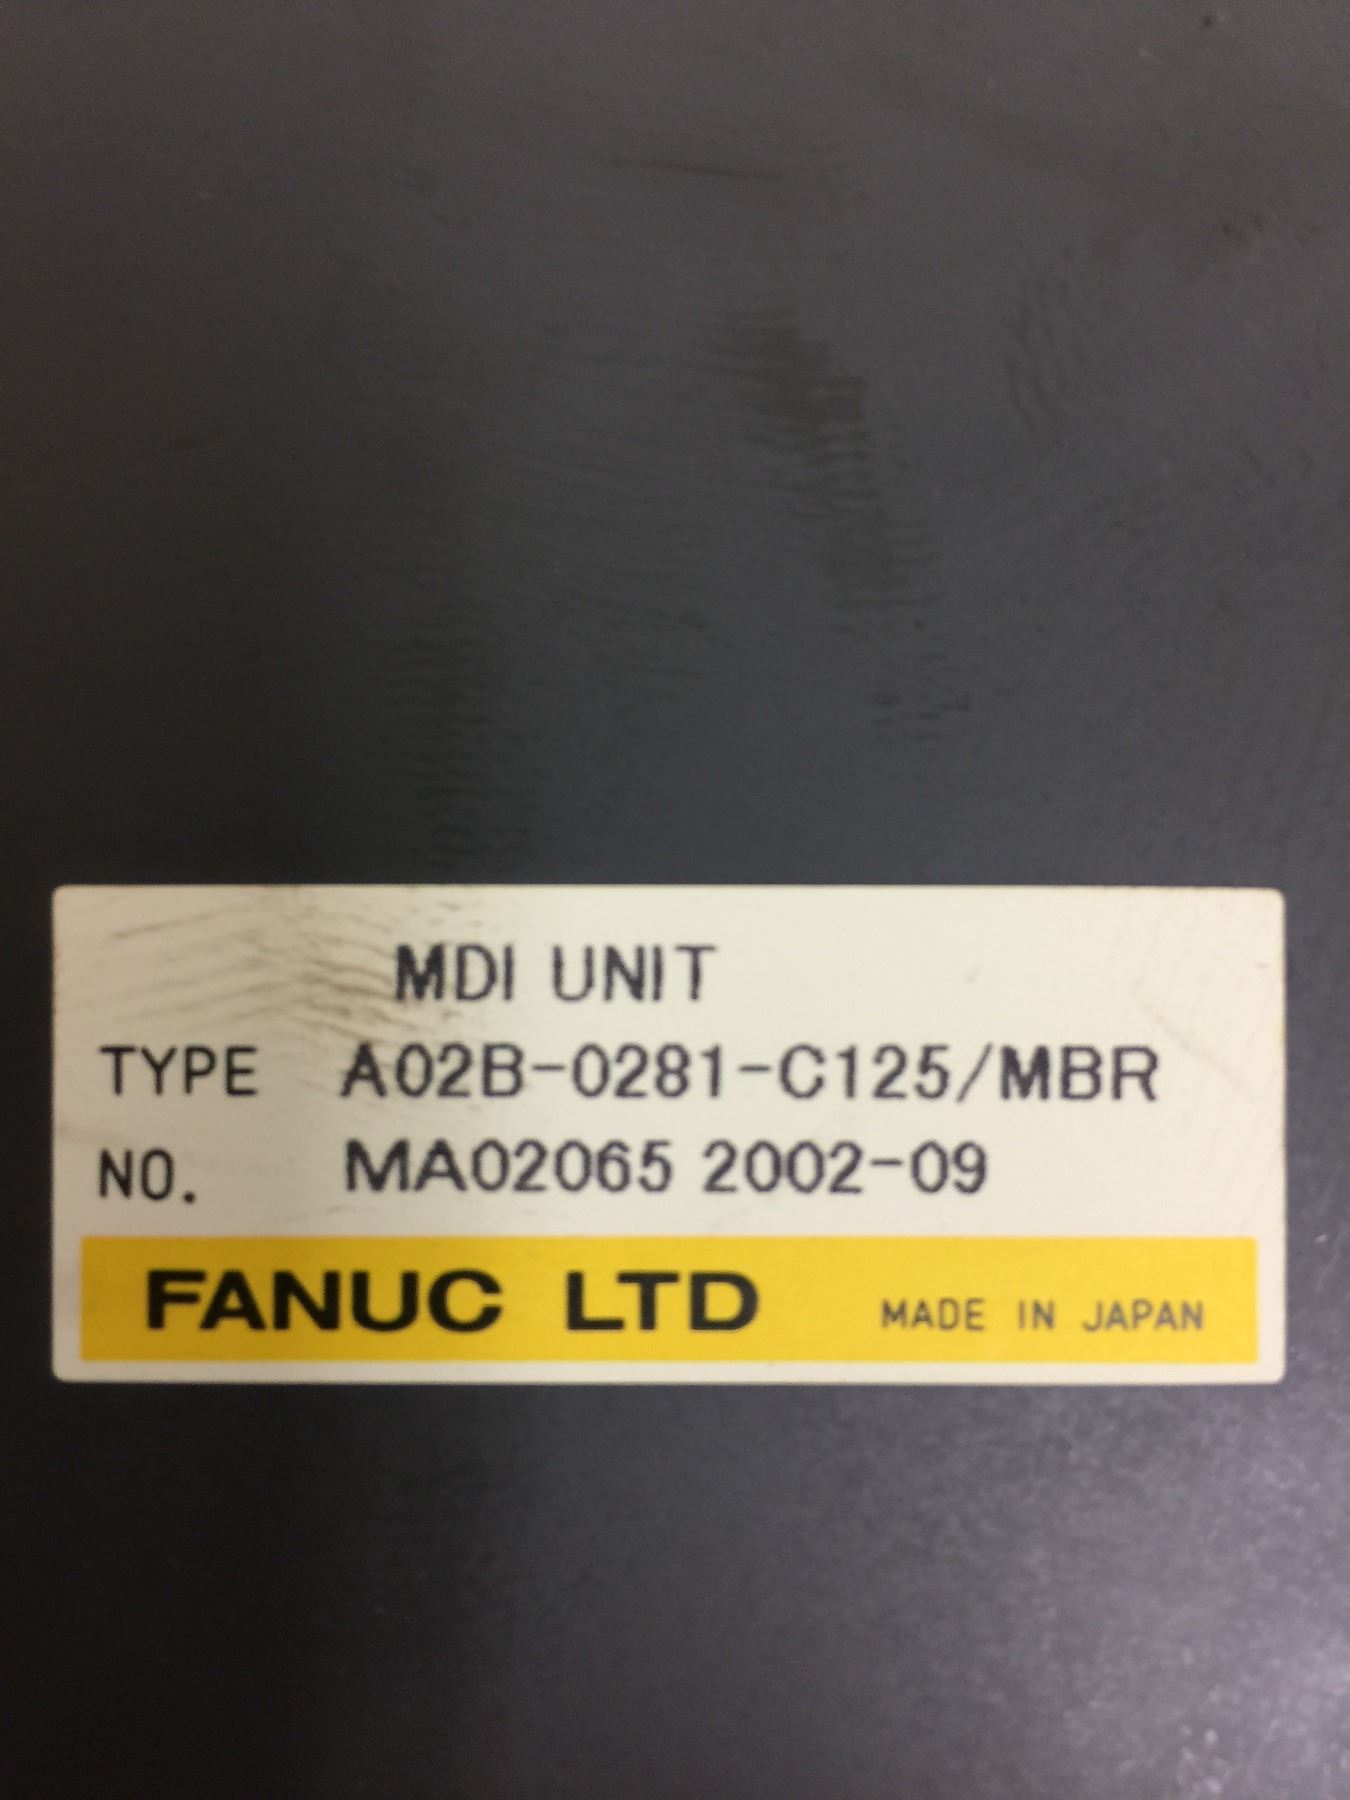 MDI UNIT
TYPE A02B-0281-C125/MBR
NO. MA02065 2002-09
FANUC LTD MADE IN JAPAN